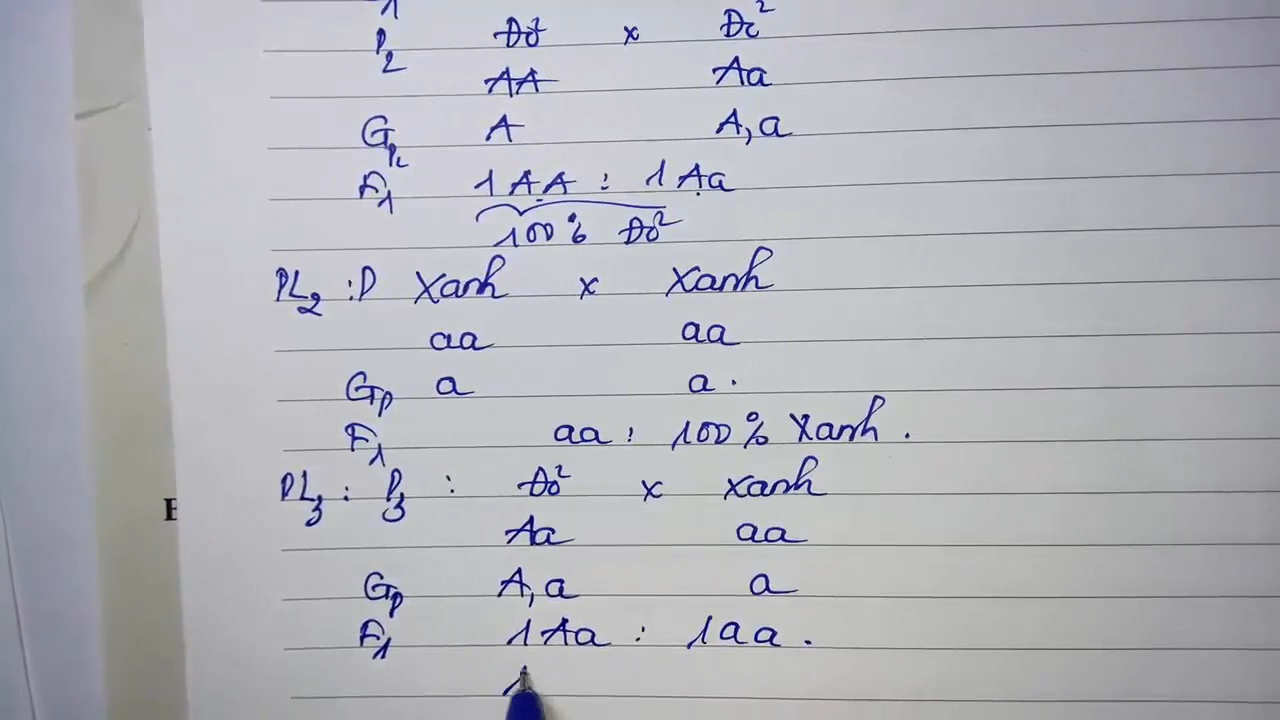 P2 Đỏ x Đỏ
AA Aa
GP2 A A, a
F1 1AA : 1Aa
100% Đỏ
PL2 : P Xanh x Xanh
aa aa
GP a a.
F1 aa : 100% Xanh.
PL3 : P3 : Đỏ x xanh
Aa aa
GP A, a a
F1 1Aa : 1aa.
1